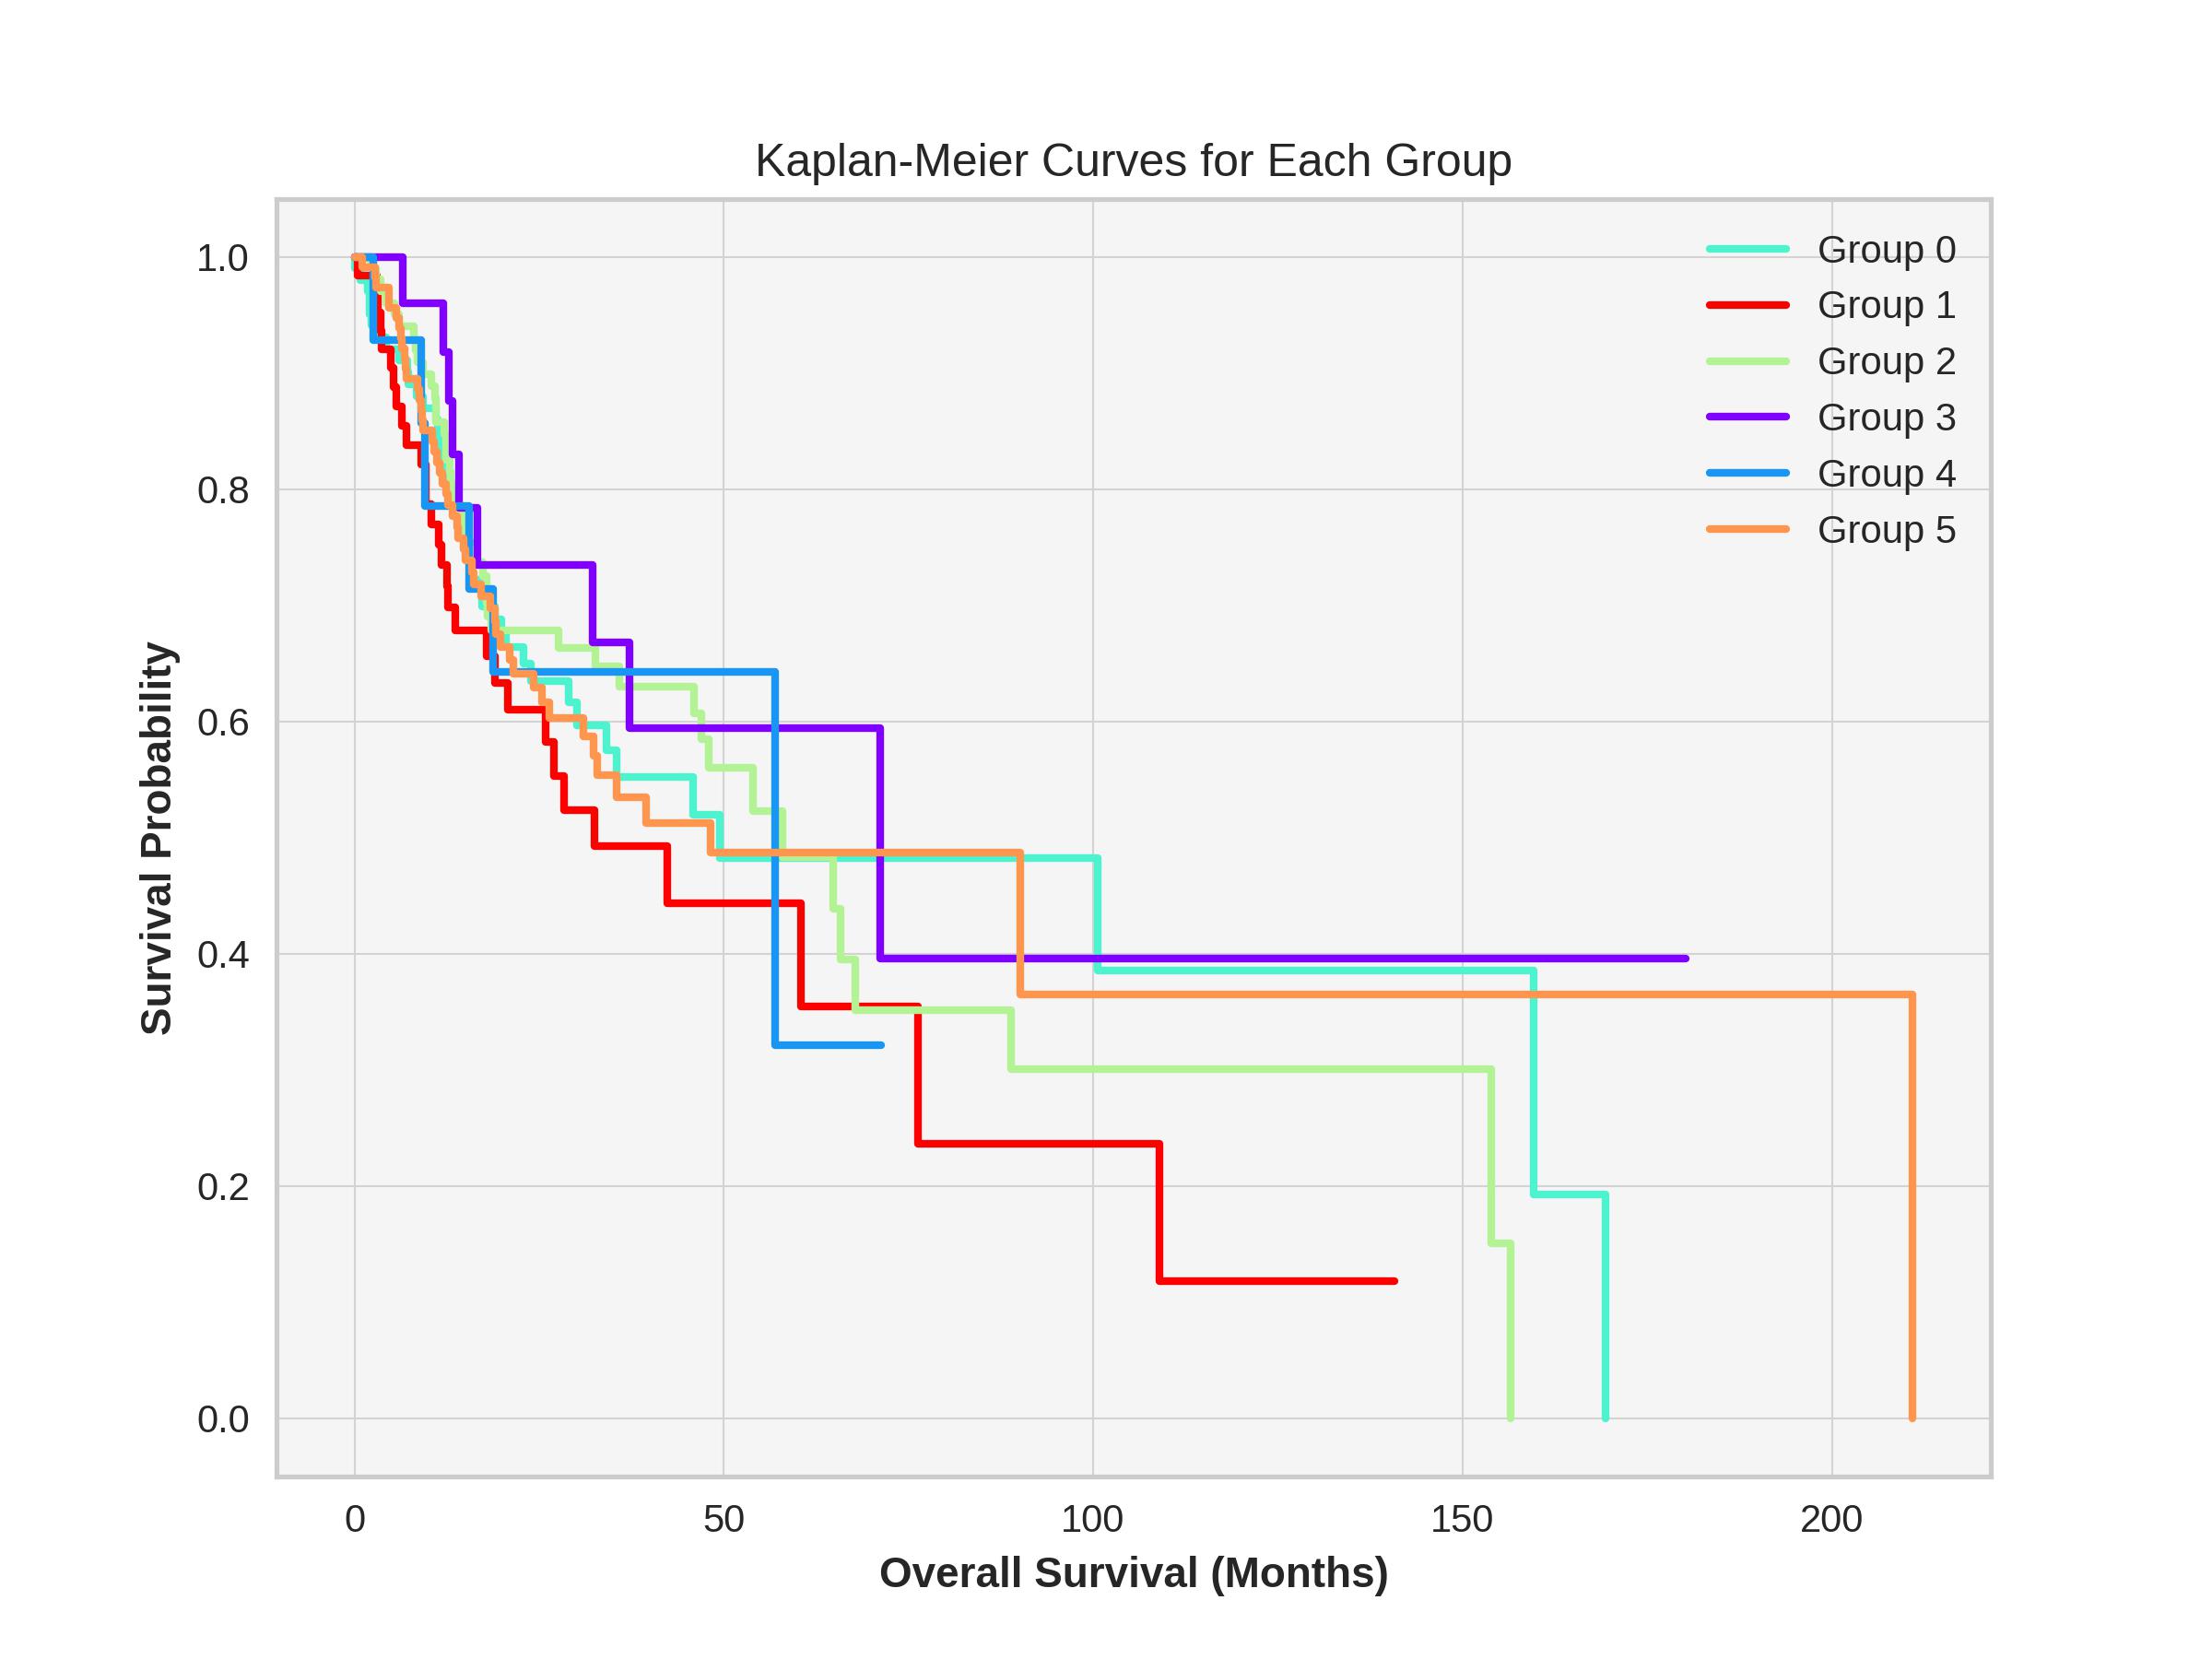 Kaplan-Meier Curves for Each Group
Group 0
Group 1
Group 2
Group 3
Group 4
Group 5
1.0
0.8
0.6
0.4
0.2
0.0
Survival Probability
0 50 100 150 200
Overall Survival (Months)